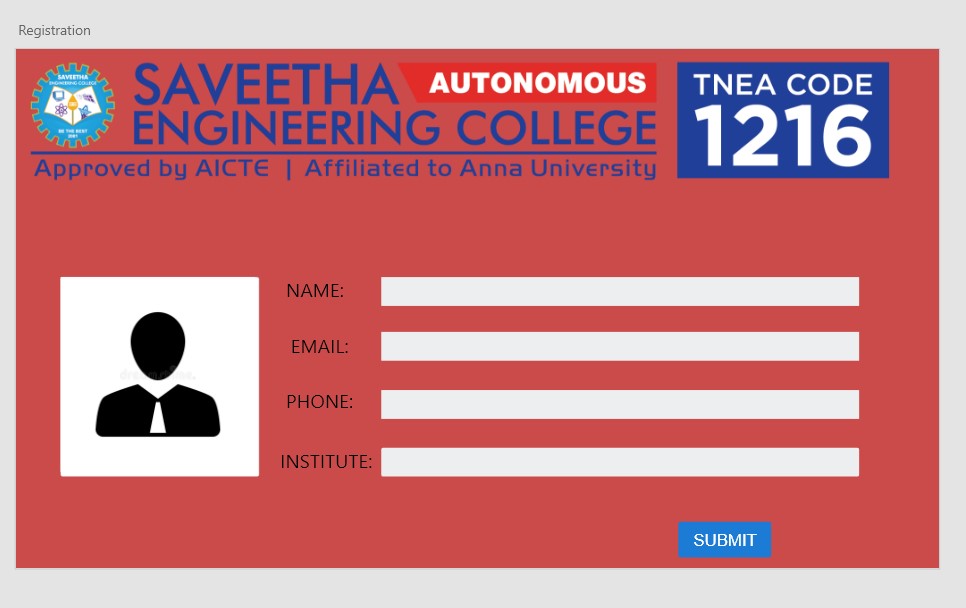 Registration
SAVEETHA AUTONOMOUS
ENGINEERING COLLEGE
Approved by AICTE | Affiliated to Anna University
TNEA CODE
1216
SAVEETHA
ENGINEERING COLLEGE
BE THE BEST
2001
NAME:
EMAIL:
PHONE:
INSTITUTE:
SUBMIT